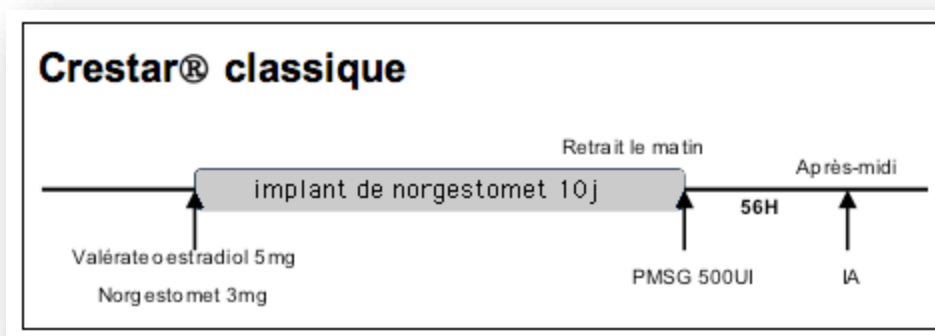 Crestar® classique
Retrait le matin
Après-midi
implant de norgestomet 10j
56H
Valérate oestradiol 5mg
PMSG 500UI
IA
Norgestomet 3mg